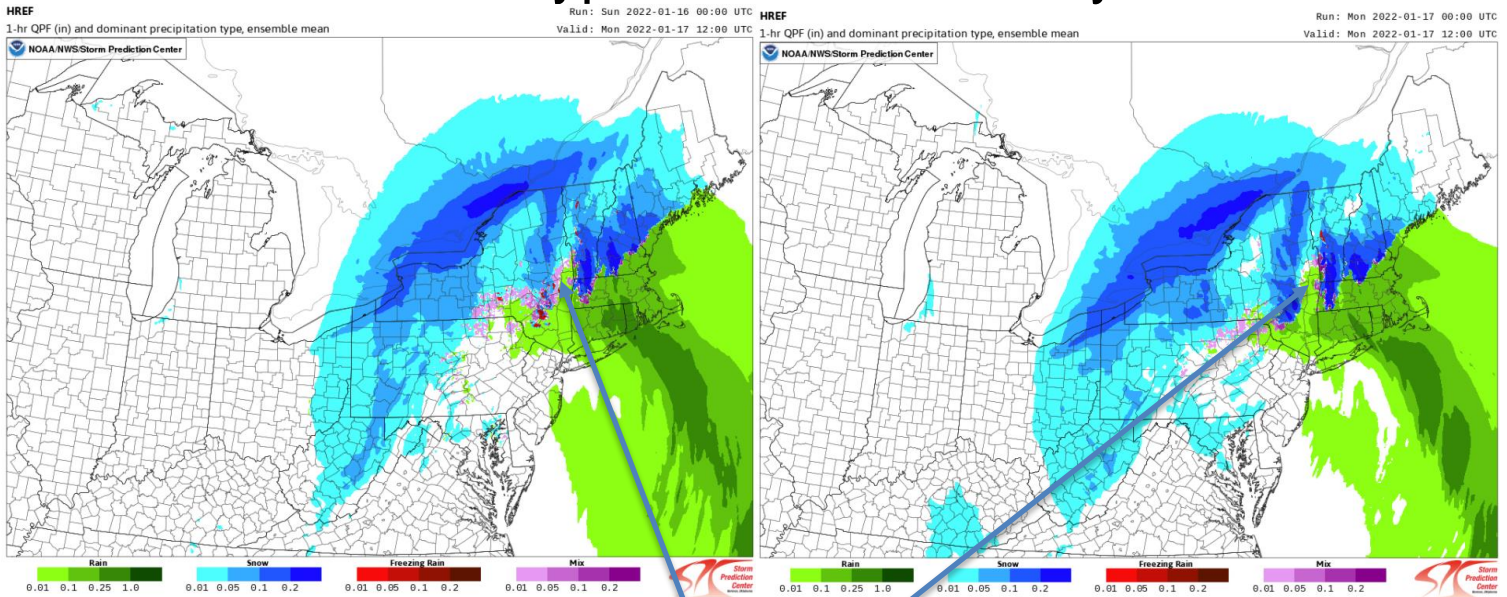 HREF
Run: Sun 2022-01-16 00:00 UTC
1-hr QPF (in) and dominant precipitation type, ensemble mean
Valid: Mon 2022-01-17 12:00 UTC
NOAA/NWS/Storm Prediction Center
Rain
0.01 0.1 0.25 1.0
Snow
0.01 0.05 0.1 0.2
Freezing Rain
0.01 0.05 0.1 0.2
Mix
0.01 0.05 0.1 0.2
Storm
Prediction
Center
HREF
Run: Mon 2022-01-17 00:00 UTC
1-hr QPF (in) and dominant precipitation type, ensemble mean
Valid: Mon 2022-01-17 12:00 UTC
NOAA/NWS/Storm Prediction Center
Rain
0.01 0.1 0.25 1.0
Snow
0.01 0.05 0.1 0.2
Freezing Rain
0.01 0.05 0.1 0.2
Mix
0.01 0.05 0.1 0.2
Storm
Prediction
Center